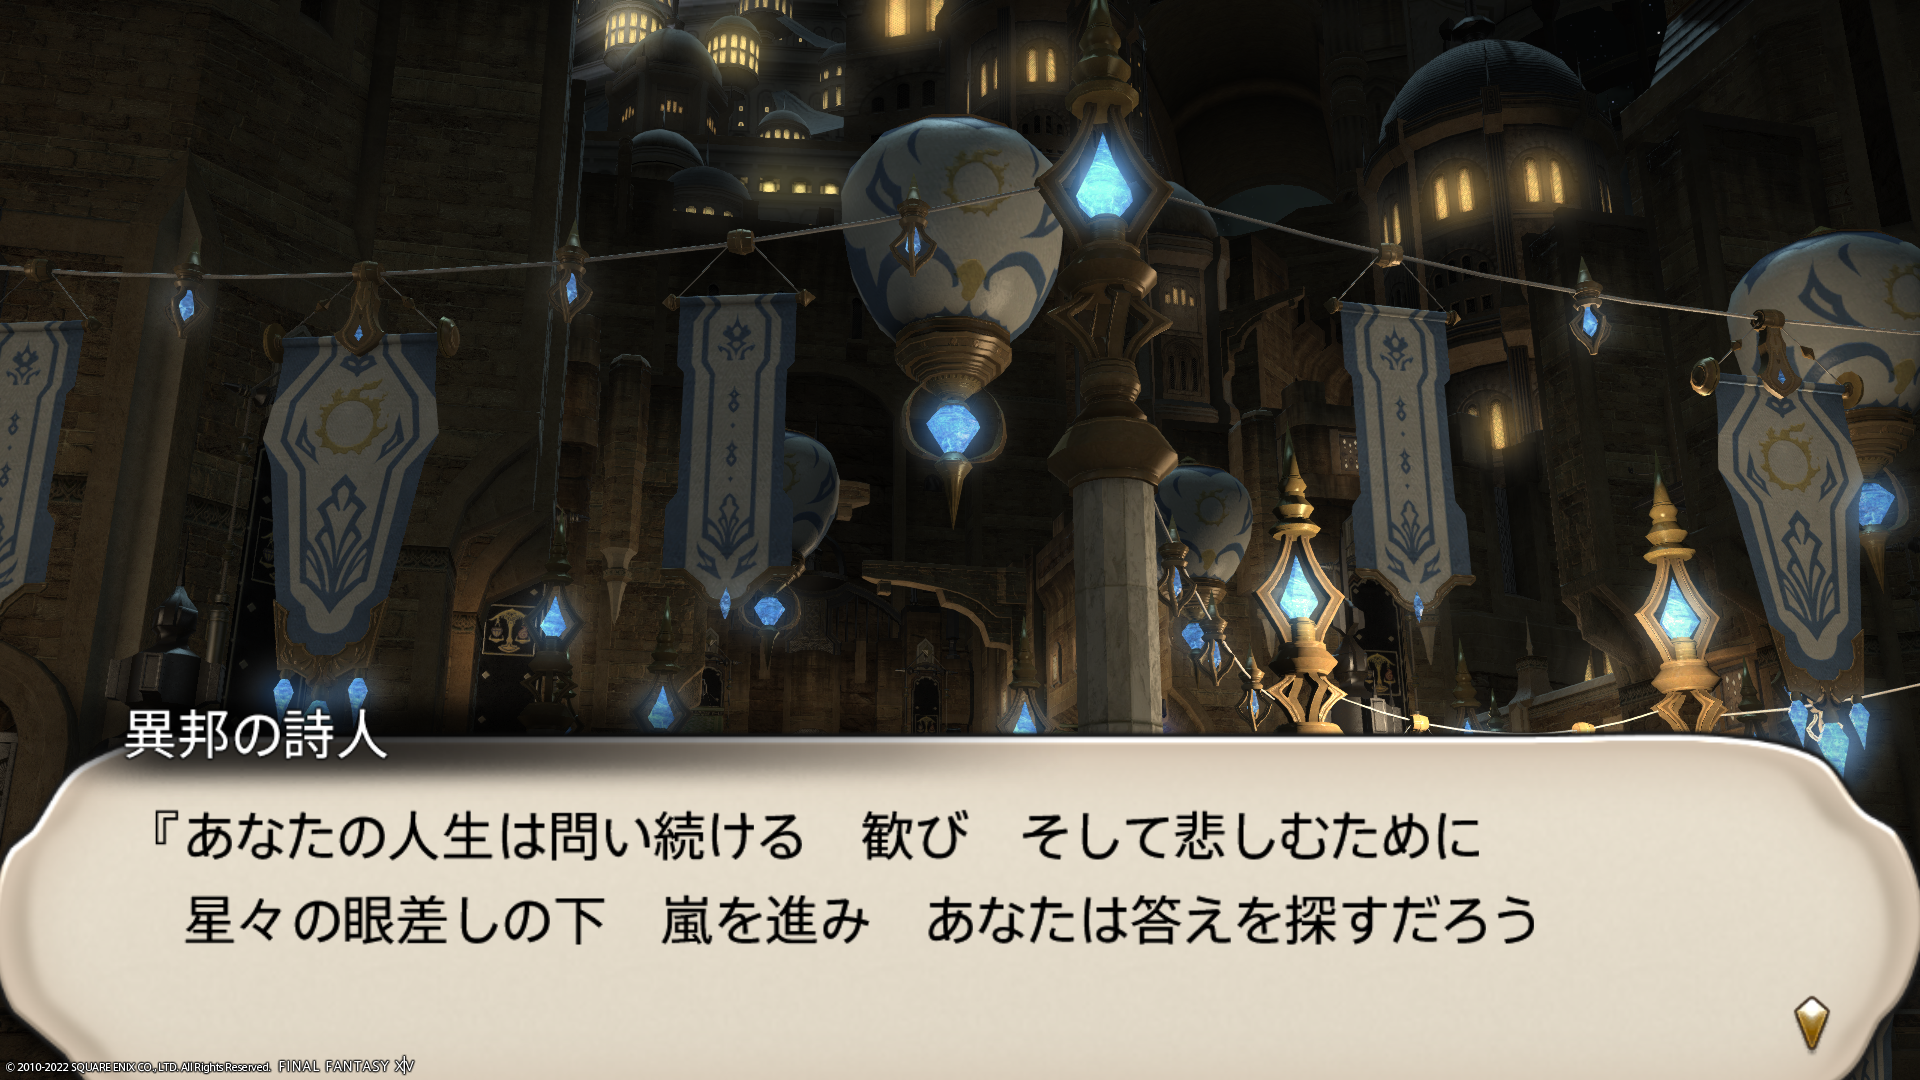 異邦の詩人
『あなたの人生は問い続ける　歓び　そして悲しむために
星々の眼差しの下　嵐を進み　あなたは答えを探すだろう
© 2010-2022 SQUARE ENIX CO., LTD. All Rights Reserved. FINAL FANTASY XIV